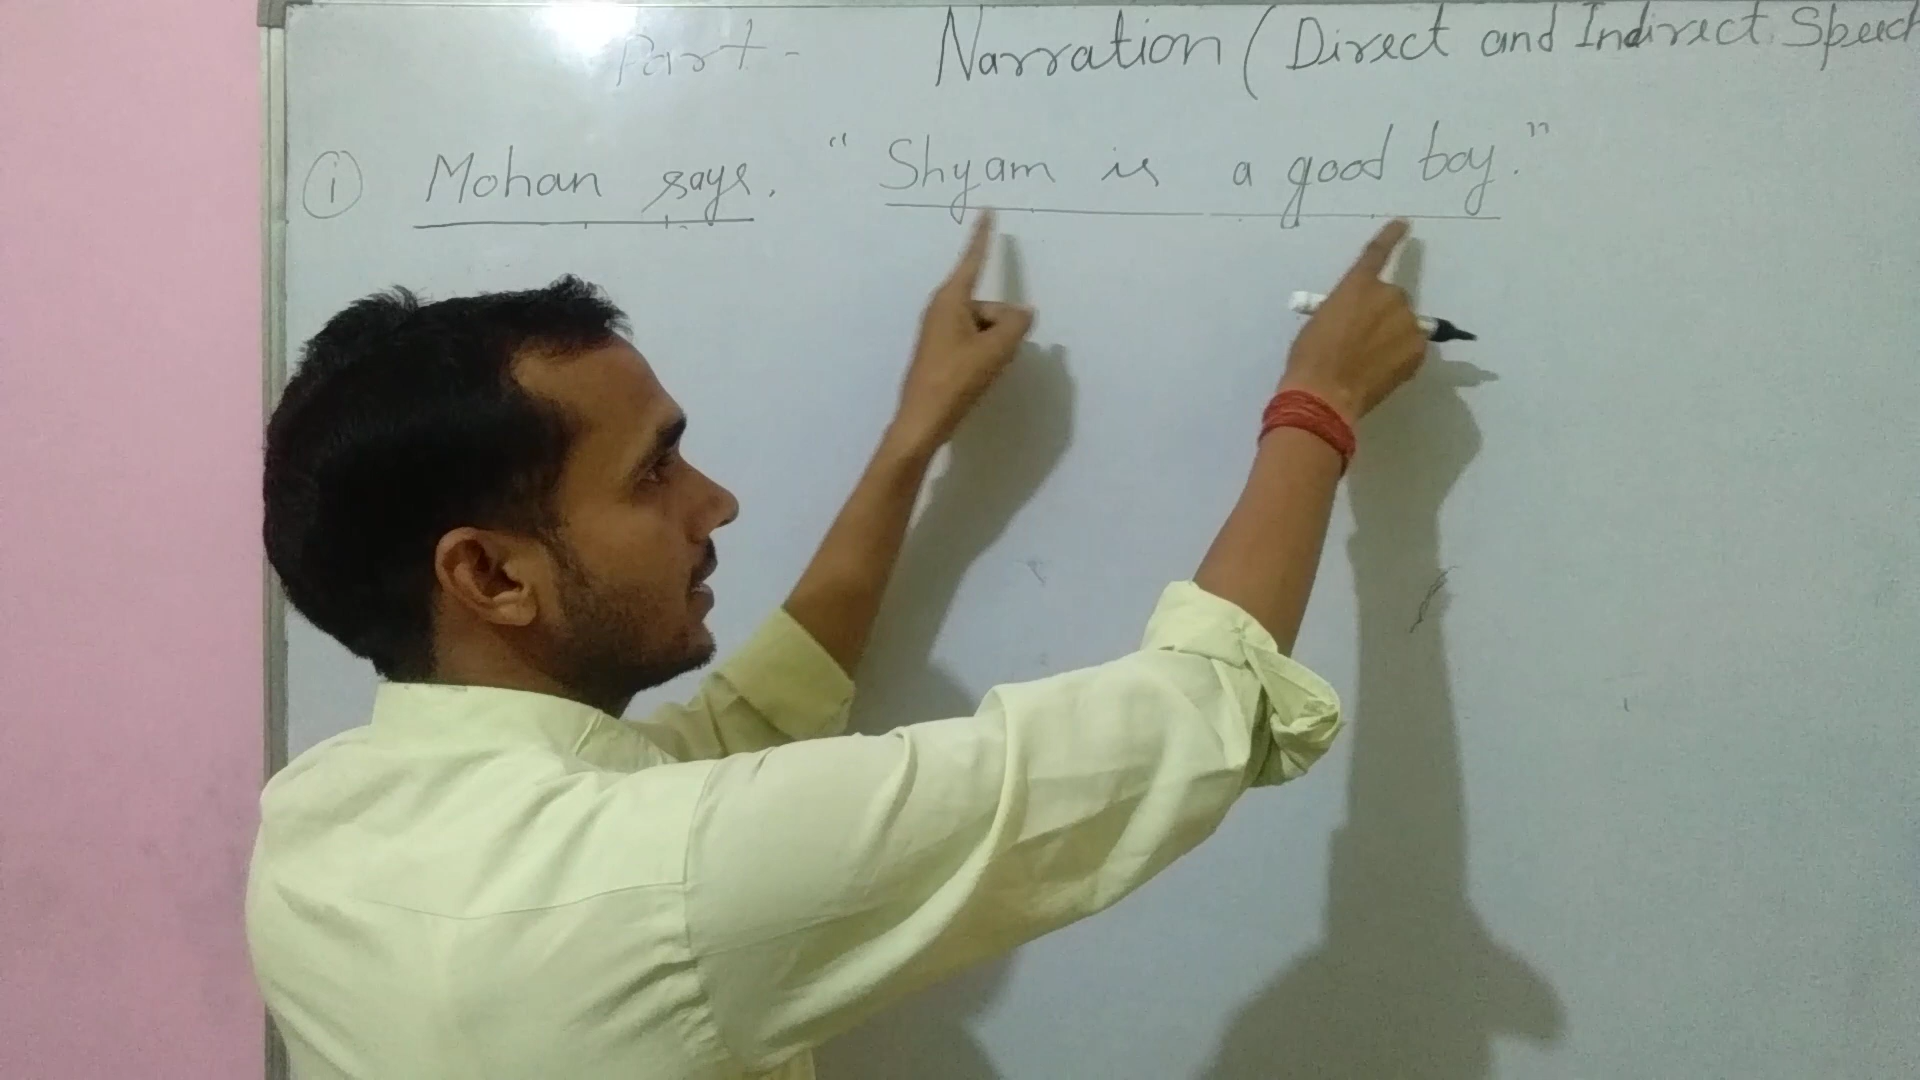 Part - Narration ( Direct and Indirect Speech
(i) Mohan says, " Shyam is a good boy."